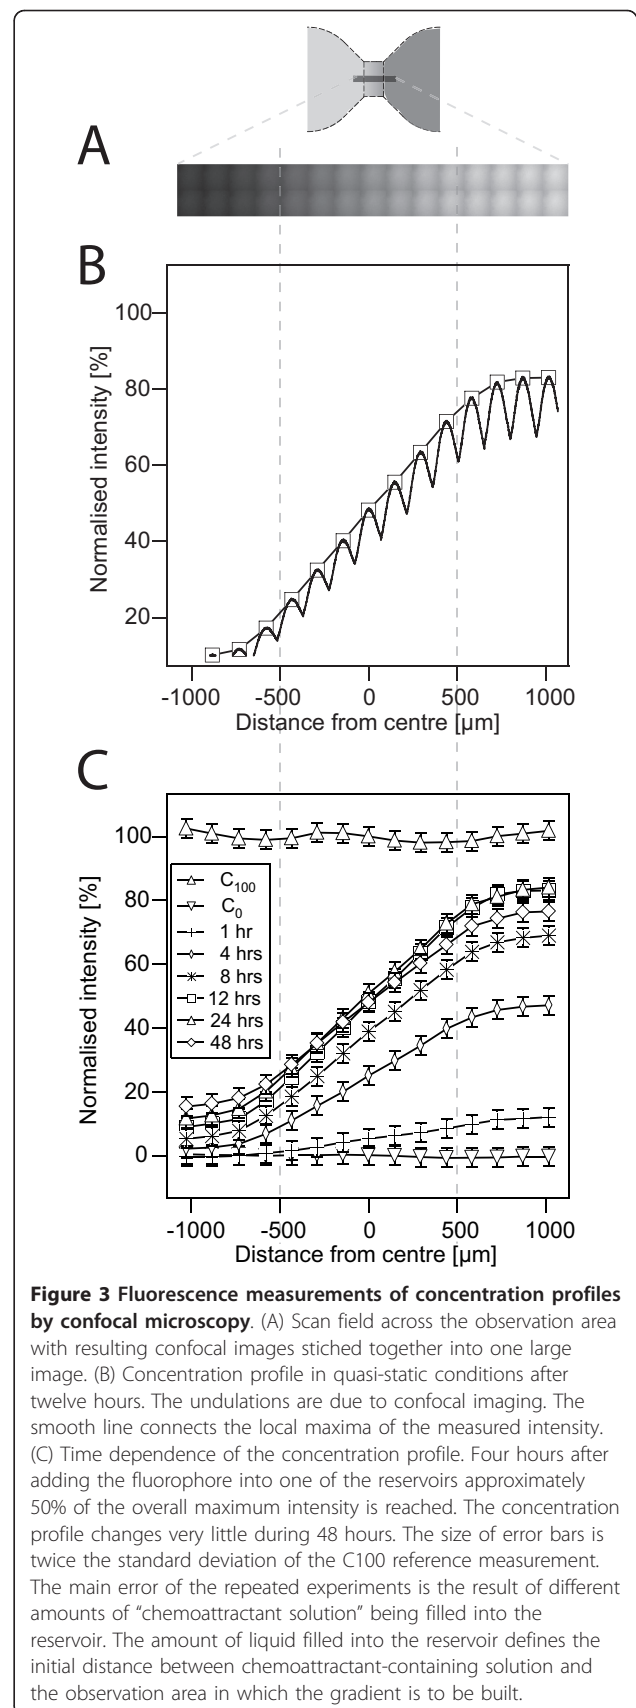 A
B
Normalised intensity [%]
100
80
60
40
20
-1000 -500 0 500 1000
Distance from centre [µm]
C
Normalised intensity [%]
100
80
60
40
20
0
C100
C0
1 hr
4 hrs
8 hrs
12 hrs
24 hrs
48 hrs
-1000 -500 0 500 1000
Distance from centre [µm]
Figure 3 Fluorescence measurements of concentration profiles
by confocal microscopy. (A) Scan field across the observation area
with resulting confocal images stiched together into one large
image. (B) Concentration profile in quasi-static conditions after
twelve hours. The undulations are due to confocal imaging. The
smooth line connects the local maxima of the measured intensity.
(C) Time dependence of the concentration profile. Four hours after
adding the fluorophore into one of the reservoirs approximately
50% of the overall maximum intensity is reached. The concentration
profile changes very little during 48 hours. The size of error bars is
twice the standard deviation of the C100 reference measurement.
The main error of the repeated experiments is the result of different
amounts of “chemoattractant solution” being filled into the
reservoir. The amount of liquid filled into the reservoir defines the
initial distance between chemoattractant-containing solution and
the observation area in which the gradient is to be built.